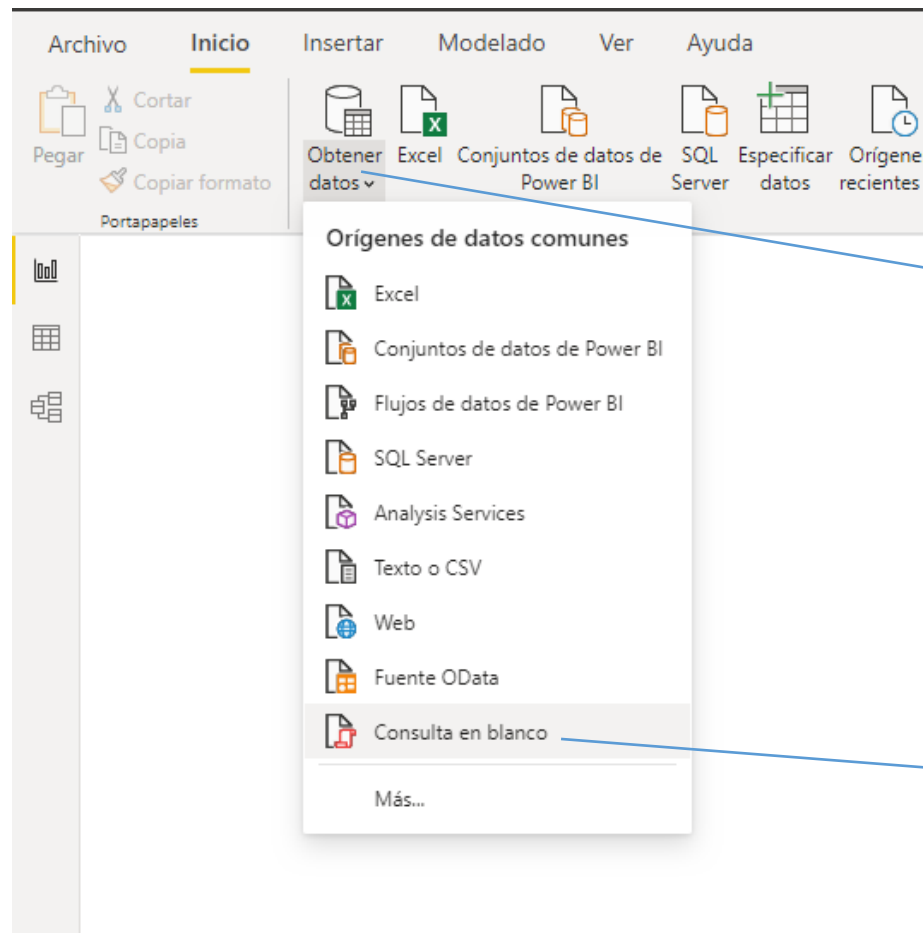 Archivo Inicio Insertar Modelado Ver Ayuda
Pegar
Cortar
Copia
Copiar formato
Portapapeles
Obtener
datos
Excel
Conjuntos de datos de
Power BI
SQL
Server
Especificar
datos
Orígene
recientes
Orígenes de datos comunes
Excel
Conjuntos de datos de Power BI
Flujos de datos de Power BI
SQL Server
Analysis Services
Texto o CSV
Web
Fuente OData
Consulta en blanco
Más...